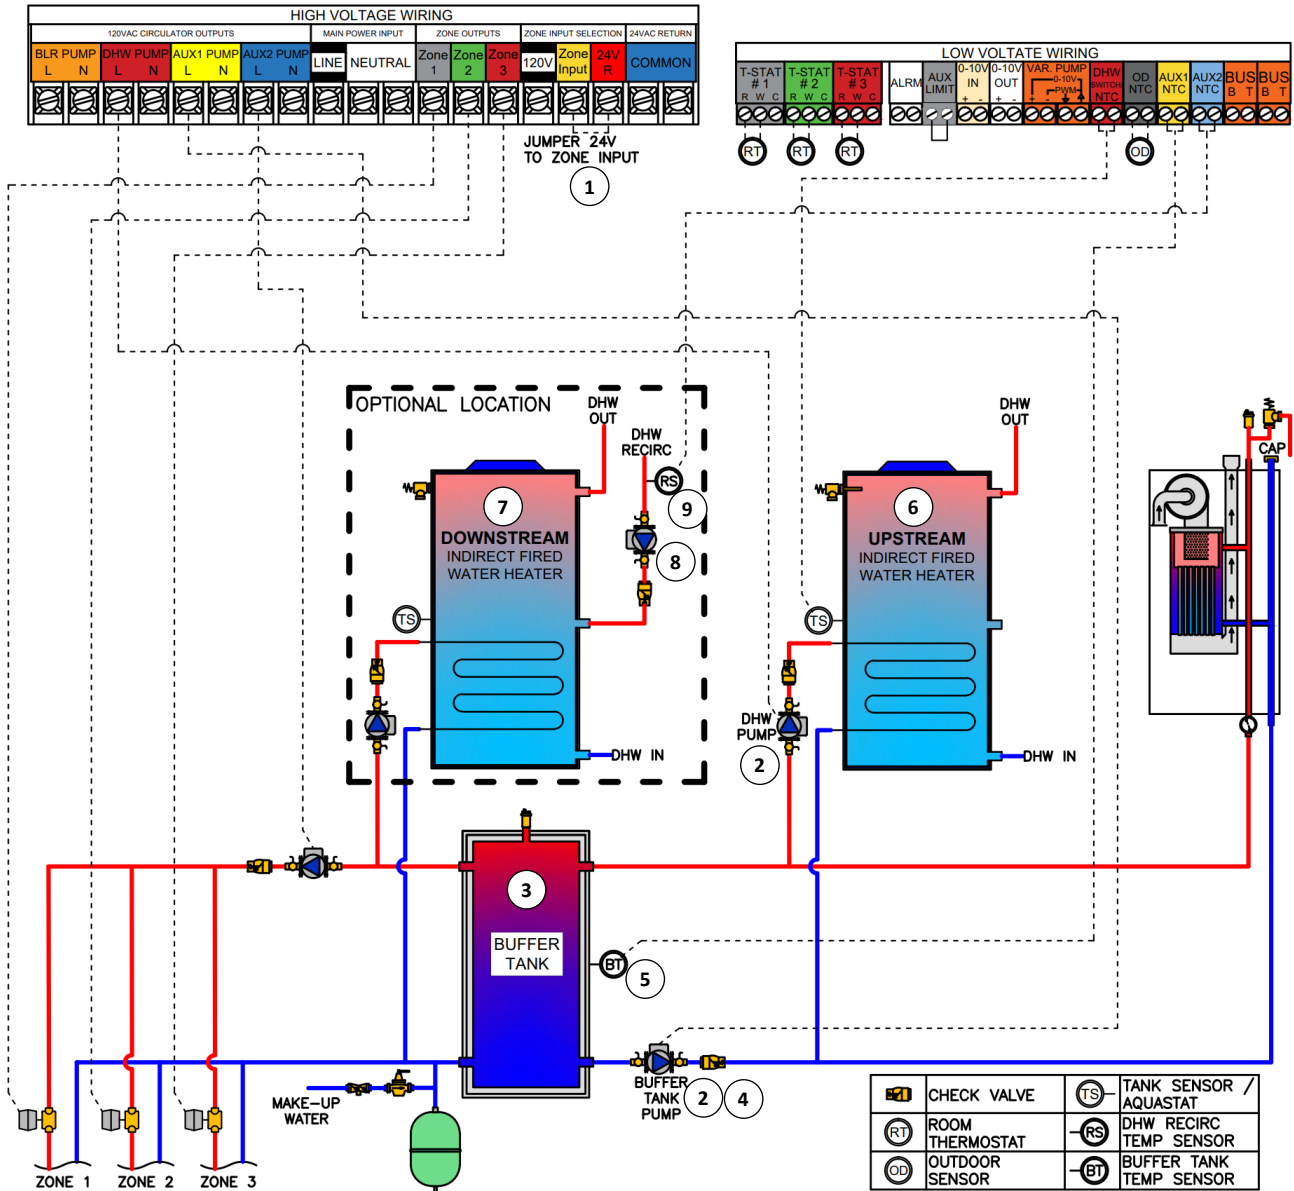 HIGH VOLTAGE WIRING
120VAC CIRCULATOR OUTPUTS MAIN POWER INPUT ZONE OUTPUTS ZONE INPUT SELECTION 24VAC RETURN
BLR PUMP DHW PUMP AUX1 PUMP AUX2 PUMP LINE NEUTRAL Zone 1 Zone 2 Zone 3 120V Zone Input 24V R COMMON
L N L N L N L N
JUMPER 24V
TO ZONE INPUT
1
LOW VOLTATE WIRING
T-STAT # 1 T-STAT # 2 T-STAT # 3 ALRM AUX LIMIT 0-10V IN 0-10V OUT VAR. PUMP 0-10V PWM DHW SWITCH NTC OD NTC AUX1 NTC AUX2 NTC BUS BUS
R W C R W C R W C + - + - + - B T B T
RT RT RT OD
OPTIONAL LOCATION
DHW
OUT
DHW
RECIRC
RS
9
8
7
DOWNSTREAM
INDIRECT FIRED
WATER HEATER
TS
DHW IN
DHW
OUT
6
UPSTREAM
INDIRECT FIRED
WATER HEATER
TS
DHW
PUMP
2
DHW IN
CAP
3
BUFFER
TANK
BT
5
BUFFER
TANK
PUMP
2 4
MAKE-UP
WATER
ZONE 1 ZONE 2 ZONE 3
CHECK VALVE
TS TANK SENSOR /
AQUASTAT
RT ROOM
THERMOSTAT
RS DHW RECIRC
TEMP SENSOR
OD OUTDOOR
SENSOR
BT BUFFER TANK
TEMP SENSOR